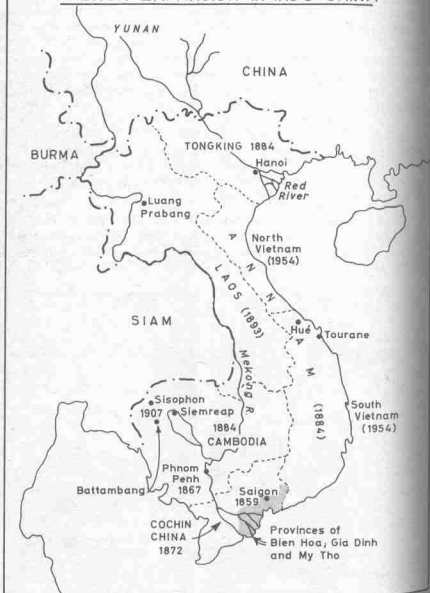 YUNAN
CHINA
TONGKING 1884
BURMA
Hanoi
Red
River
Luang
Prabang
North
Vietnam
(1954)
ANNAM
(1884)
LAOS (1893)
SIAM
Hué
Tourane
Mekong R.
Sisophon
1907
Siemreap
1884
CAMBODIA
South
Vietnam
(1954)
Phnom
Penh
1867
Battambang
Saigon
1859
COCHIN
CHINA
1872
Provinces of
Bien Hoa, Gia Dinh
and My Tho